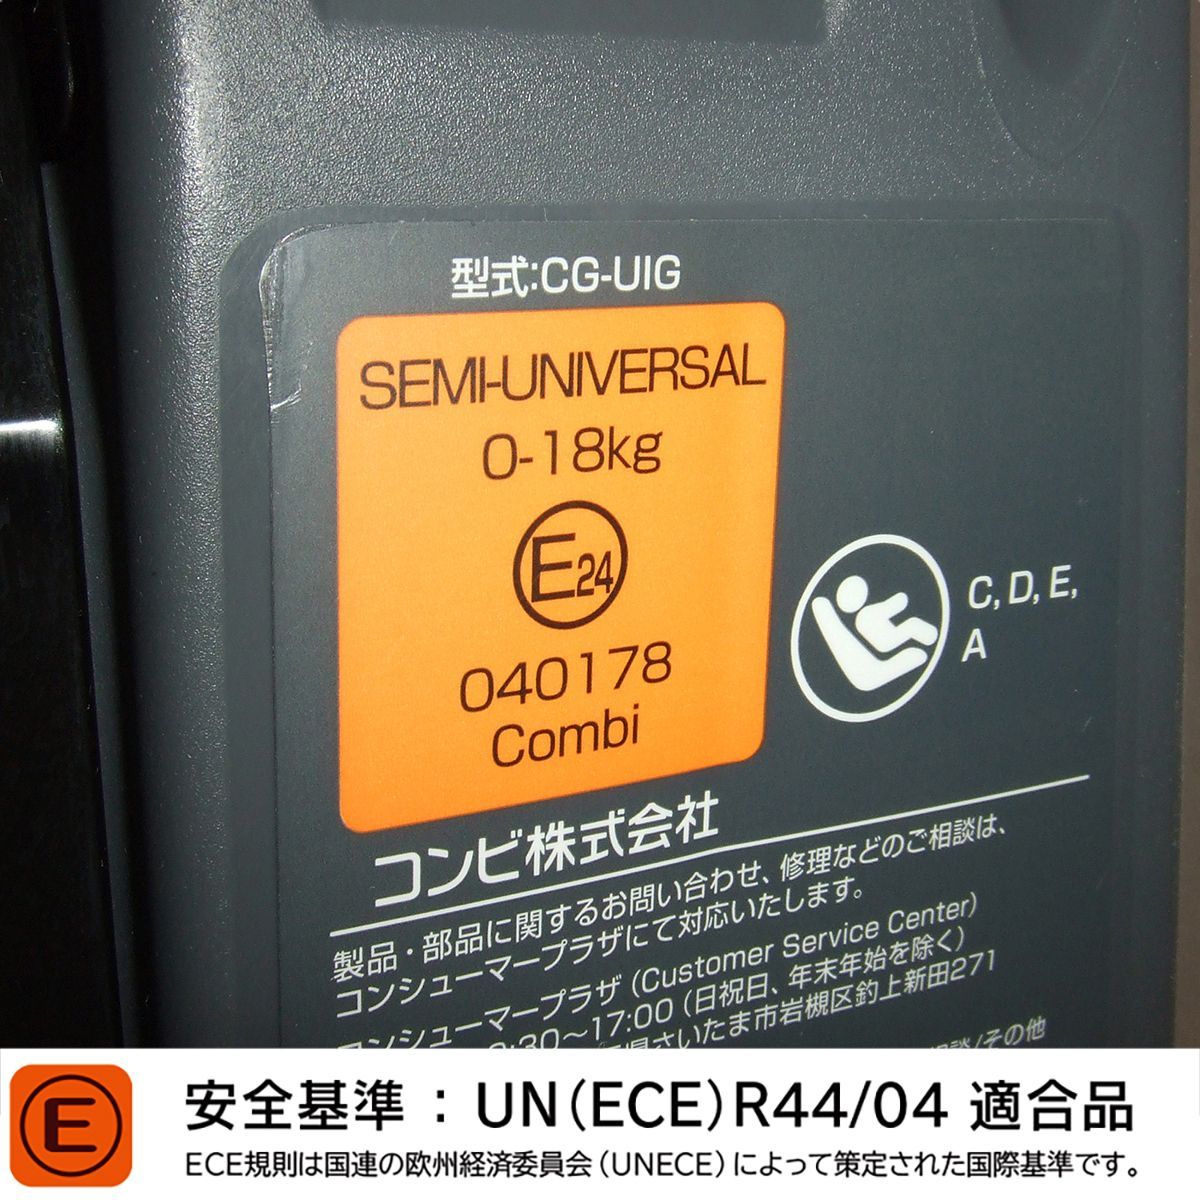 型式:CG-UIG
SEMI-UNIVERSAL
0-18kg
E24
040178
Combi
C, D, E,
A
コンビ株式会社
製品・部品に関するお問い合わせ、修理などのご相談は、
コンシューマープラザにて対応いたします。
コンシューマープラザ (Customer Service Center)
:30～17:00 (日祝日、年末年始を除く)
県さいたま市岩槻区釣上新田271
/その他
E
安全基準 : UN(ECE)R44/04 適合品
ECE規則は国連の欧州経済委員会(UNECE)によって策定された国際基準です。